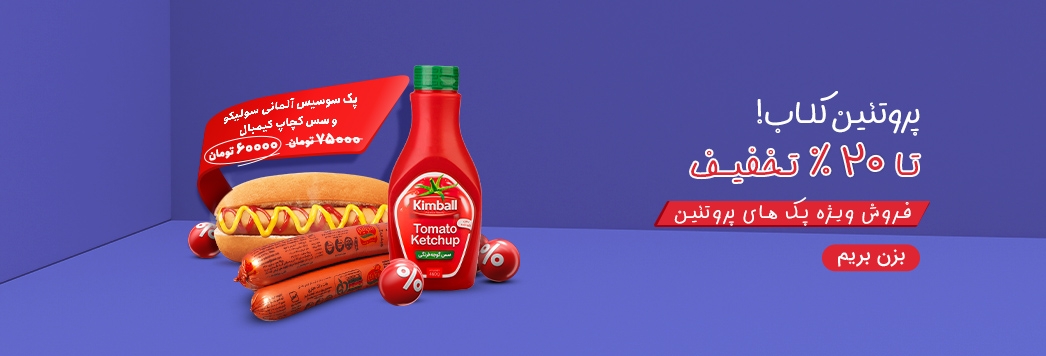 پروتئین کلاب!
تا ۲۰ % تخفیف
فروش ویژه پک های پروتئین
بزن بریم
پک سوسیس آلمانی سولیکو
و سس کچاپ کیمبال
۷۵۰۰۰ تومان ۶۰۰۰۰ تومان
Kimball
Tomato
Ketchup
سس گوجه فرنگی
%
%
%